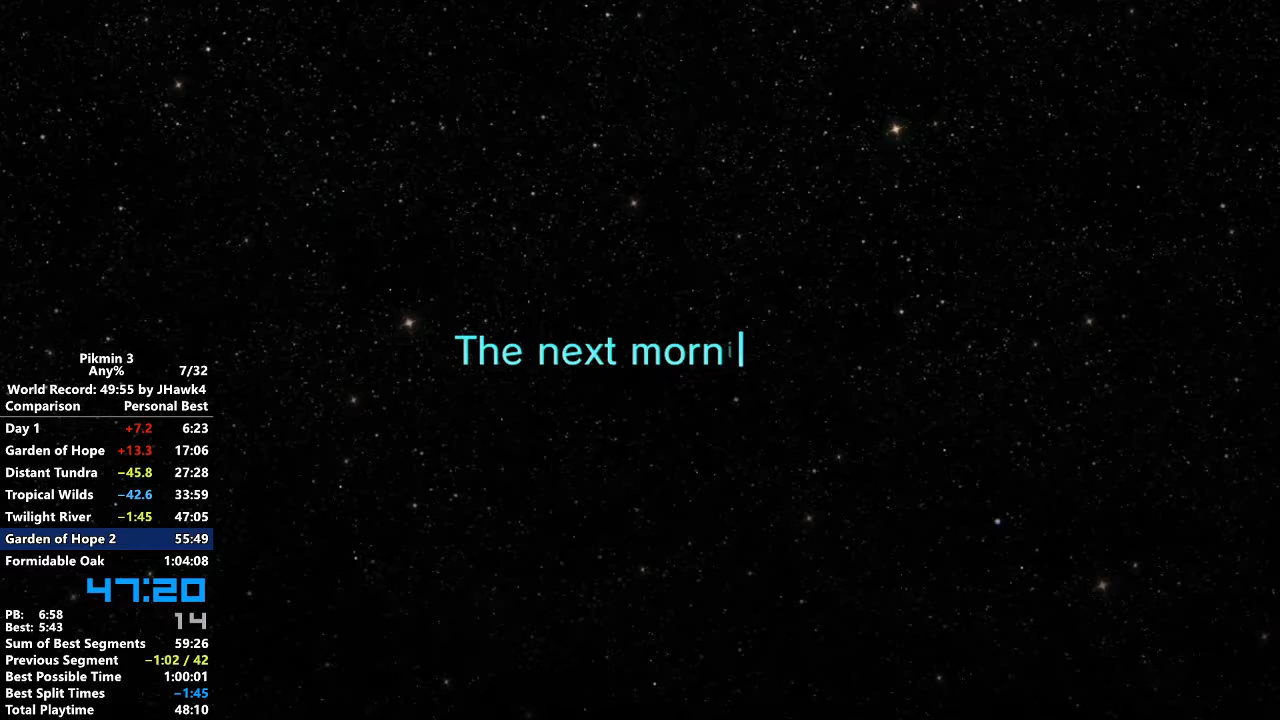 The next morni
Pikmin 3
Any% 7/32
World Record: 49:55 by JHawk4
Comparison Personal Best
Day 1 +7.2 6:23
Garden of Hope +13.3 17:06
Distant Tundra −45.8 27:28
Tropical Wilds −42.6 33:59
Twilight River −1:45 47:05
Garden of Hope 2 55:49
Formidable Oak 1:04:08
47:20
PB: 6:58
Best: 5:43
14
Sum of Best Segments 59:26
Previous Segment −1:02 / 42
Best Possible Time 1:00:01
Best Split Times −1:45
Total Playtime 48:10